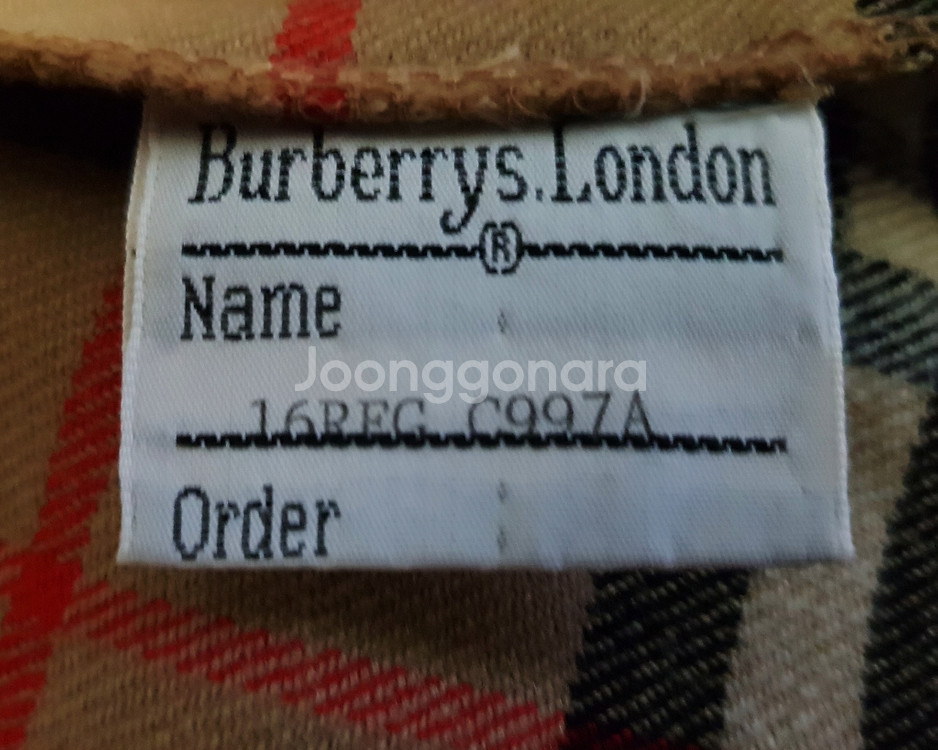 Burberrys.London
®
Name
Joonggonara
16REG C997A
Order